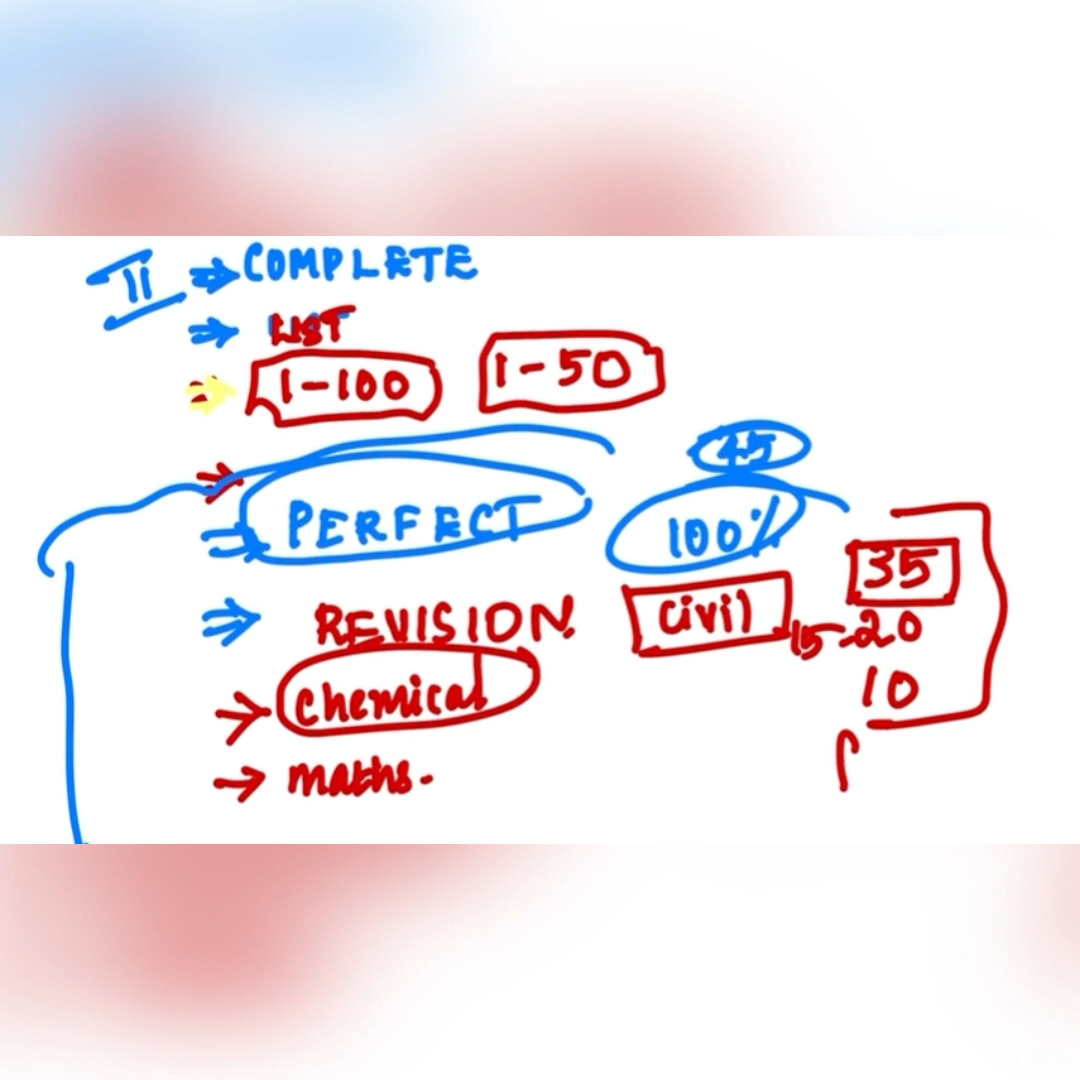 II ⇒ COMPLETE
⇒ LIST
⇒ 1-100 1-50
45
⇒ PERFECT 100%
35
⇒ REVISION. Civil 15-20
→ Chemical 10
→ maths.